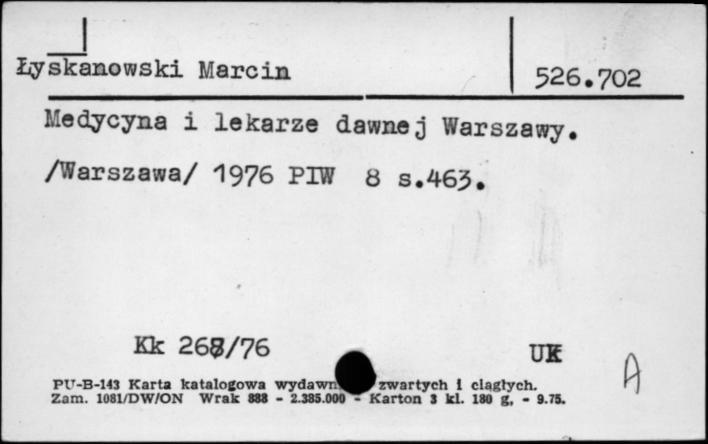 Łyskanowski Marcin
526.702
Medycyna i lekarze dawnej Warszawy.
/Warszawa/ 1976 PIW 8 s.463.
Kk 268/76 UK
A
PU-B-143 Karta katalogowa wydawn. zwartych i ciągłych.
Zam. 1081/DW/ON Wrak 888 - 2.385.000 - Karton 3 kl. 180 g. - 9.75.